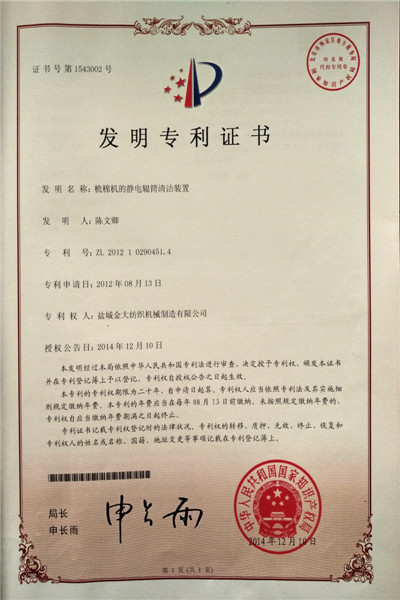 证书号第1543002号
发明专利证书
发明名称：梳棉机的静电辊筒清洁装置
发明人：陈文卿
专利号：ZL 2012 1 0290451.4
专利申请日：2012年08月13日
专利权人：盐城金大纺织机械制造有限公司
授权公告日：2014年12月10日
本发明经过本局依照中华人民共和国专利法进行审查，决定授予专利权，颁发本证书
并在专利登记簿上予以登记。专利权自授权公告之日起生效。
本专利的专利权期限为二十年，自申请日起算。专利权人应当依照专利法及其实施细
则规定缴纳年费。本专利的年费应当在每年08月13日前缴纳。未按照规定缴纳年费的，
专利权自应当缴纳年费期满之日起终止。
专利证书记载专利权登记时的法律状况。专利权的转移、质押、无效、终止、恢复和
专利权人的姓名或名称、国籍、地址变更等事项记载在专利登记簿上。
局长
申长雨
申长雨
中华人民共和国国家知识产权局
2014年12月10日
第1页（共1页）